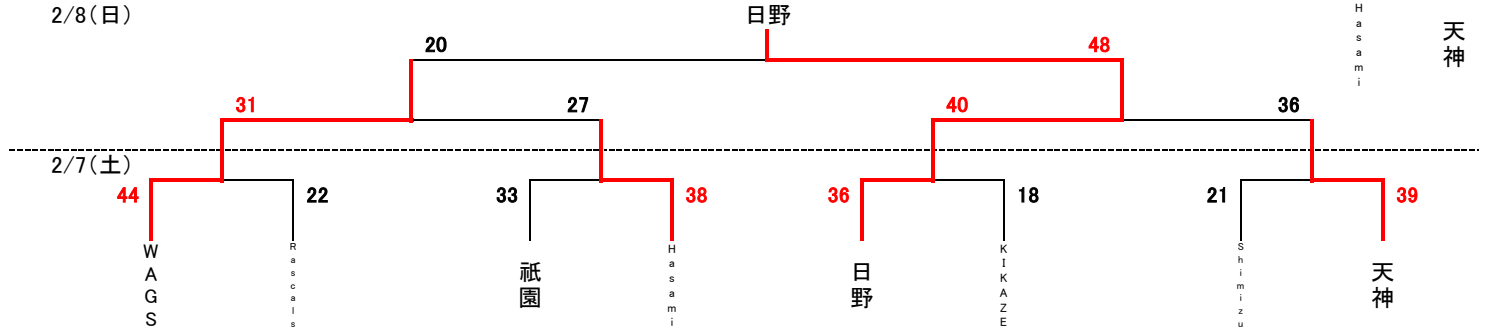 2/8(日)
日野
Hasami
天神
20
48
31
27
40
36
2/7(土)
44
22
33
38
36
18
21
39
WAGS
Rascals
祇園
Hasami
日野
KIKAZE
Shimizu
天神